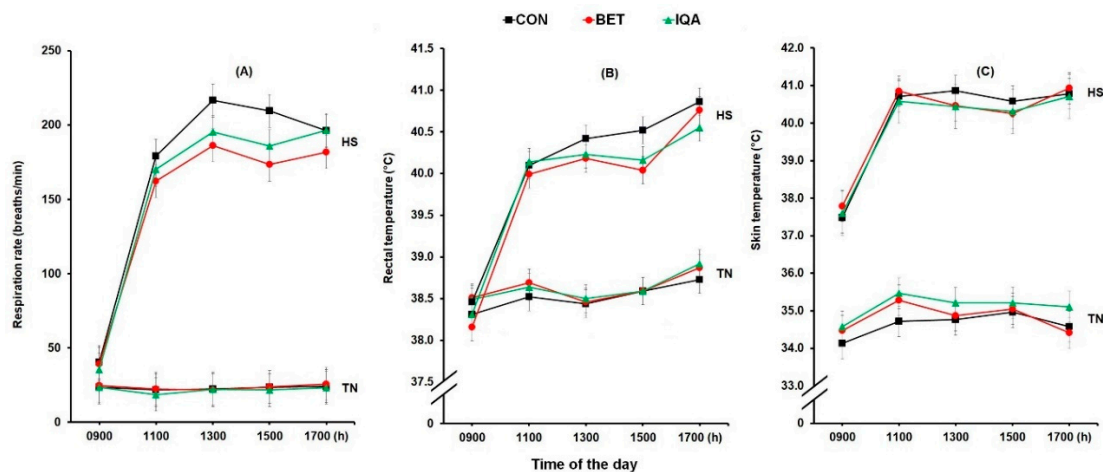 CON BET IQA
(A)
Respiration rate (breaths/min)
250
200
150
100
50
0
HS
TN
0900 1100 1300 1500 1700 (h)
(B)
Rectal temperature (°C)
41.5
41.0
40.5
40.0
39.5
39.0
38.5
38.0
37.5
0
HS
TN
0900 1100 1300 1500 1700 (h)
(C)
Skin temperature (°C)
42.0
41.0
40.0
39.0
38.0
37.0
36.0
35.0
34.0
33.0
0
HS
TN
0900 1100 1300 1500 1700 (h)
Time of the day